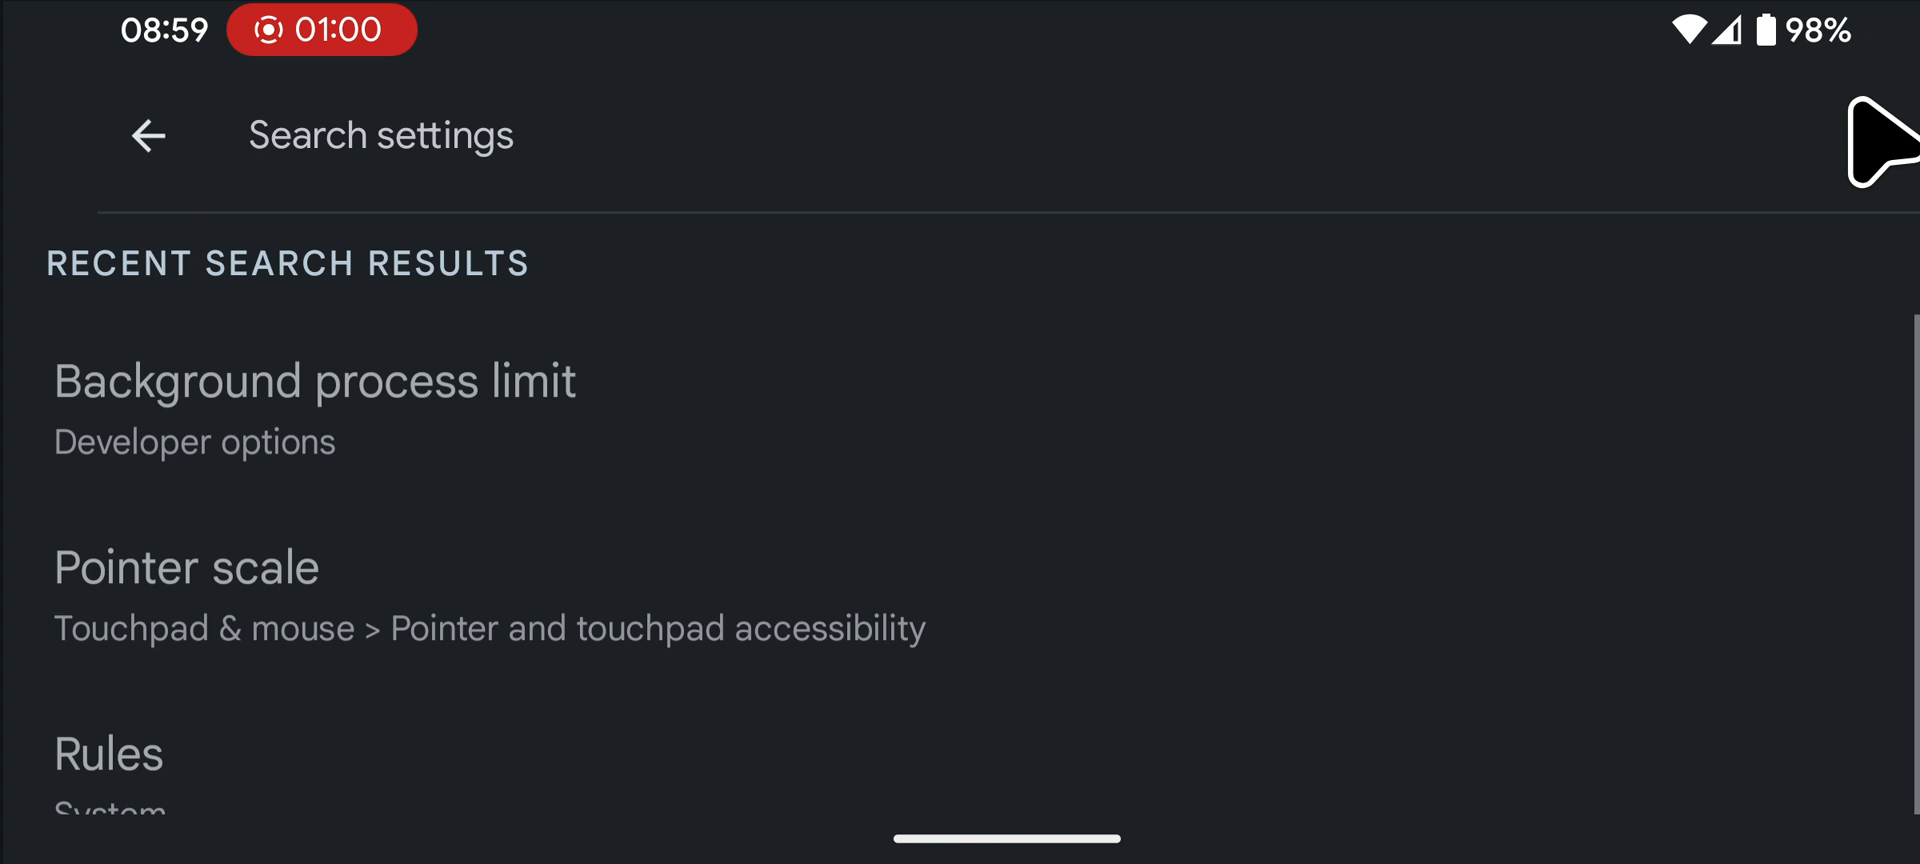 08:59 01:00 98%
Search settings
RECENT SEARCH RESULTS
Background process limit
Developer options
Pointer scale
Touchpad & mouse > Pointer and touchpad accessibility
Rules
System